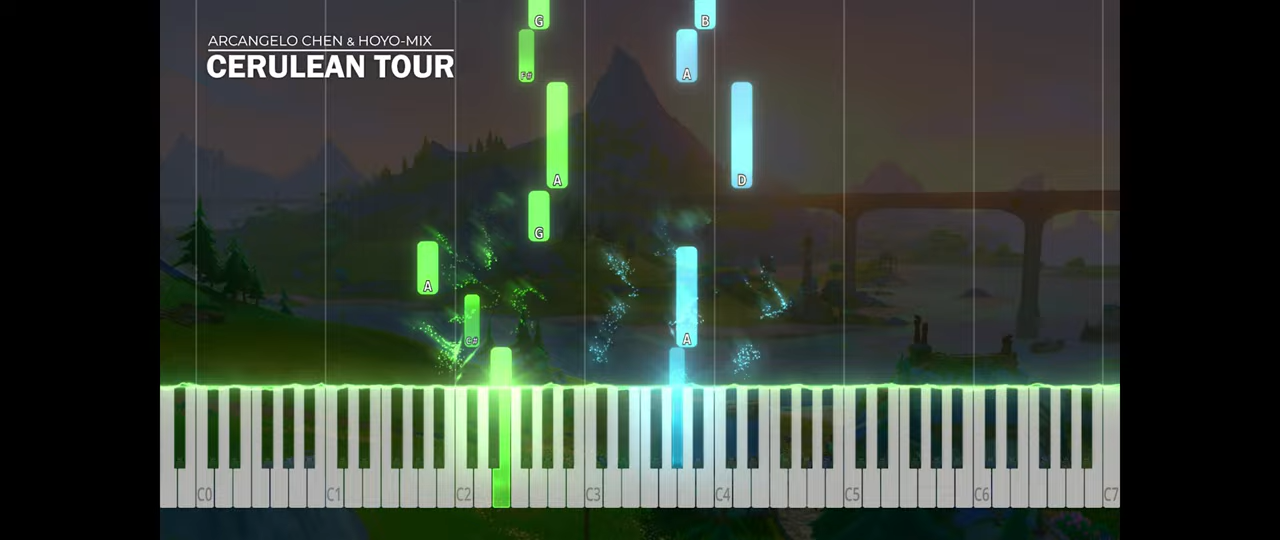 G
B
ARCANGELO CHEN & HOYO-MIX
CERULEAN TOUR
F#
A
A
D
G
A
C#
A
C0 C1 C2 C3 C4 C5 C6 C7